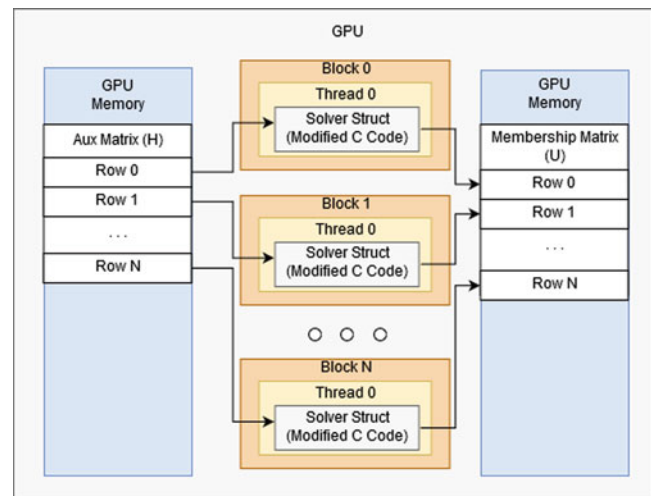 GPU
GPU
Memory
Aux Matrix (H)
Row 0
Row 1
. . .
Row N
Block 0
Thread 0
Solver Struct
(Modified C Code)
Block 1
Thread 0
Solver Struct
(Modified C Code)
Block N
Thread 0
Solver Struct
(Modified C Code)
GPU
Memory
Membership Matrix
(U)
Row 0
Row 1
. . .
Row N